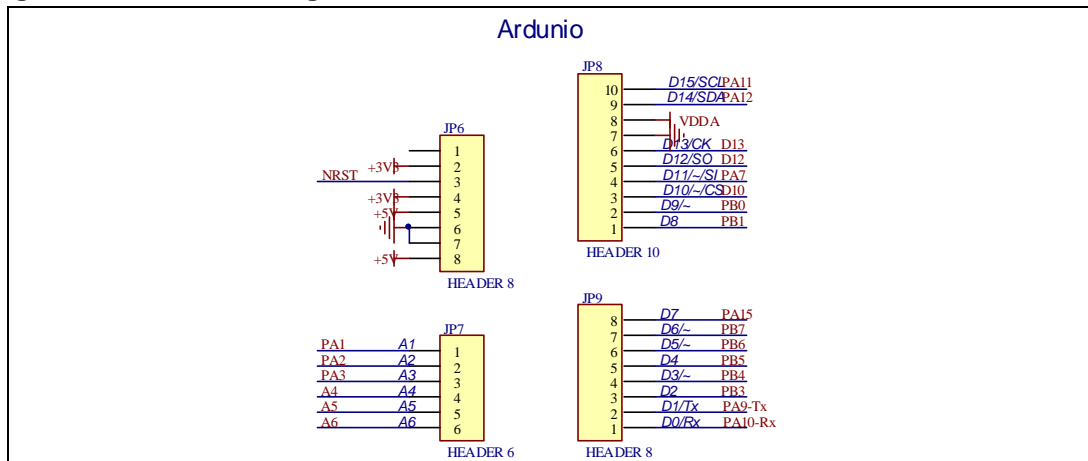 Ardunio
JP6
1
+3V3 2
NRST 3
+3V3 4
+5V 5
6
7
+5V 8
HEADER 8
JP8
10 D15/SCL PA11
9 D14/SDA PA12
8 VDDA
7
6 D13/CK D13
5 D12/SO D12
4 D11/~/SI PA7
3 D10/~/CS D10
2 D9/~ PB0
1 D8 PB1
HEADER 10
JP7
PA1 A1 1
PA2 A2 2
PA3 A3 3
A4 A4 4
A5 A5 5
A6 A6 6
HEADER 6
JP9
8 D7 PA15
7 D6/~ PB7
6 D5/~ PB6
5 D4 PB5
4 D3/~ PB4
3 D2 PB3
2 D1/Tx PA9-Tx
1 D0/Rx PA10-Rx
HEADER 8